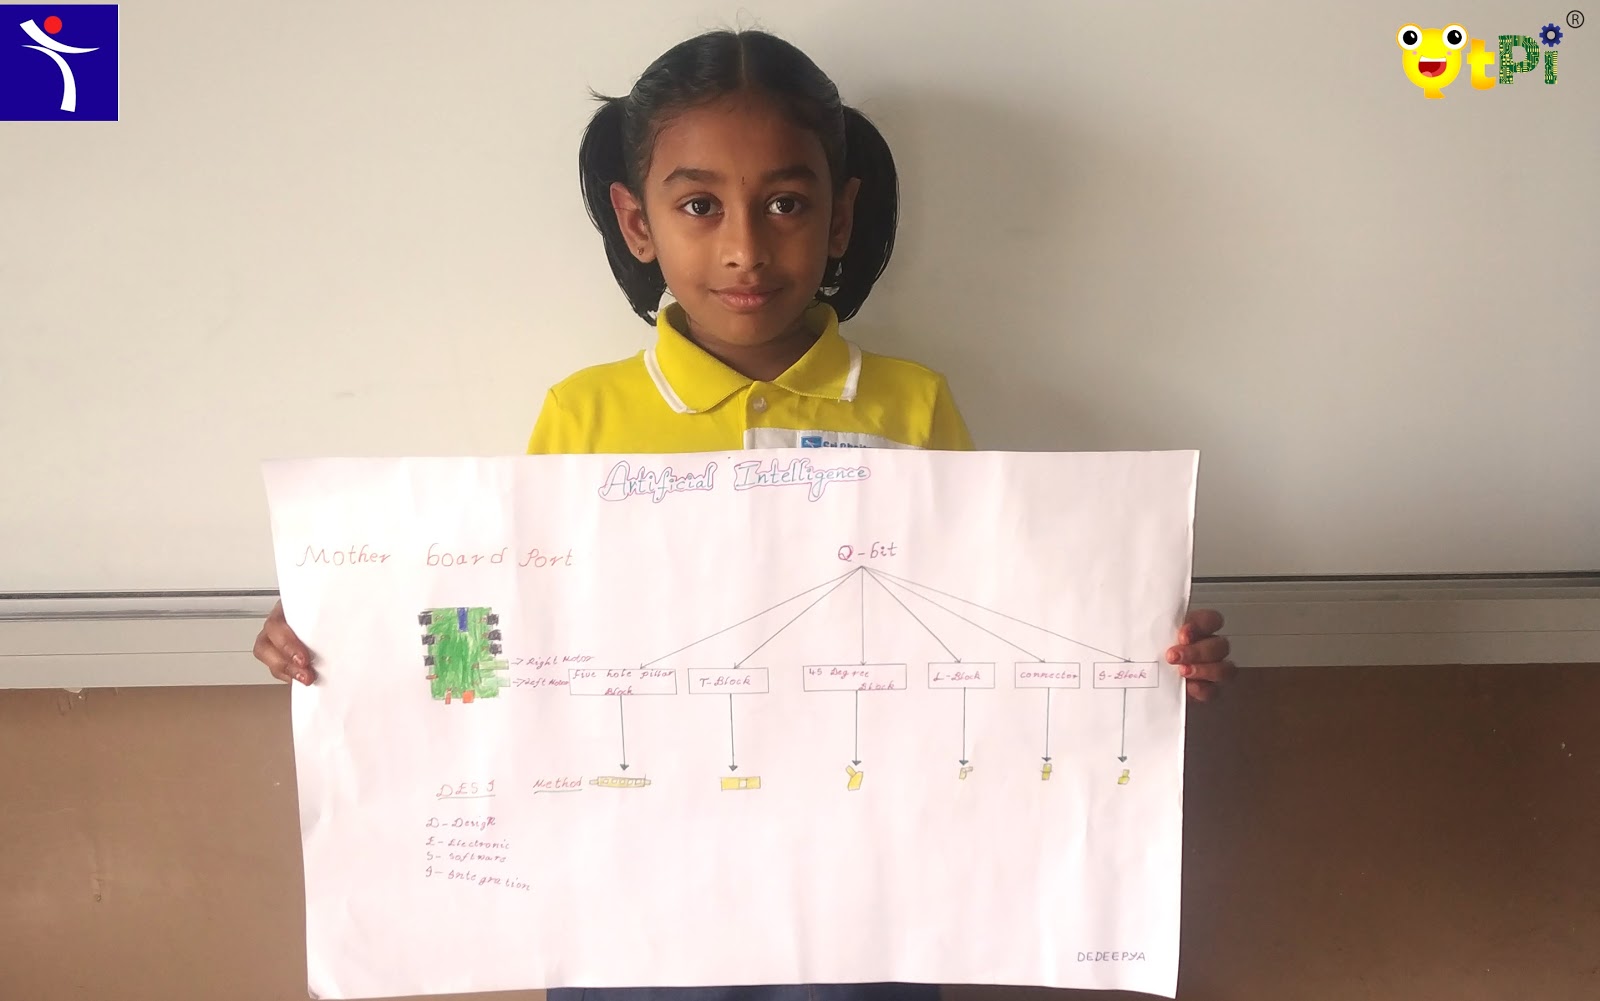 QtPi®
Artificial Intelligence
Mother board Port
Q-bit
Right Motor
Left Motor
five hole pillar
Block
T-Block
45 Degree
Block
L-Block
connector
S-Block
DESI Method
D-Design
E-Electronic
S-Software
I-Integration
DEDEEPYA